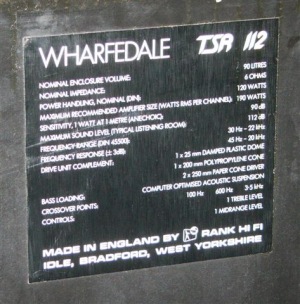 WHARFEDALE TSR 112
NOMINAL ENCLOSURE VOLUME: 90 LITRES
NOMINAL IMPEDANCE: 6 OHMS
POWER HANDLING, NOMINAL (DIN) 120 WATTS
MAXIMUM RECOMMENDED AMPLIFIER SIZE (WATTS RMS PER CHANNEL): 190 WATTS
SENSITIVITY, 1 WATT AT 1 METRE (ANECHOIC): 90 dB
MAXIMUM SOUND LEVEL (TYPICAL LISTENING ROOM): 112 dB
FREQUENCY RANGE (DIN 45500): 30 Hz – 22 kHz
FREQUENCY RESPONSE (± 3dB): 45 Hz – 20 kHz
DRIVE UNIT COMPLEMENT: 1 x 25 mm DAMPED PLASTIC DOME
1 x 200 mm POLYPROPYLENE CONE
2 x 250 mm PAPER CONE DRIVER
BASS LOADING: COMPUTER OPTIMISED ACOUSTIC SUSPENSION
CROSSOVER POINTS: 100 Hz 600 Hz 3·5 kHz
CONTROLS: 1 TREBLE LEVEL
1 MIDRANGE LEVEL
MADE IN ENGLAND BY RANK HI FI
IDLE, BRADFORD, WEST YORKSHIRE